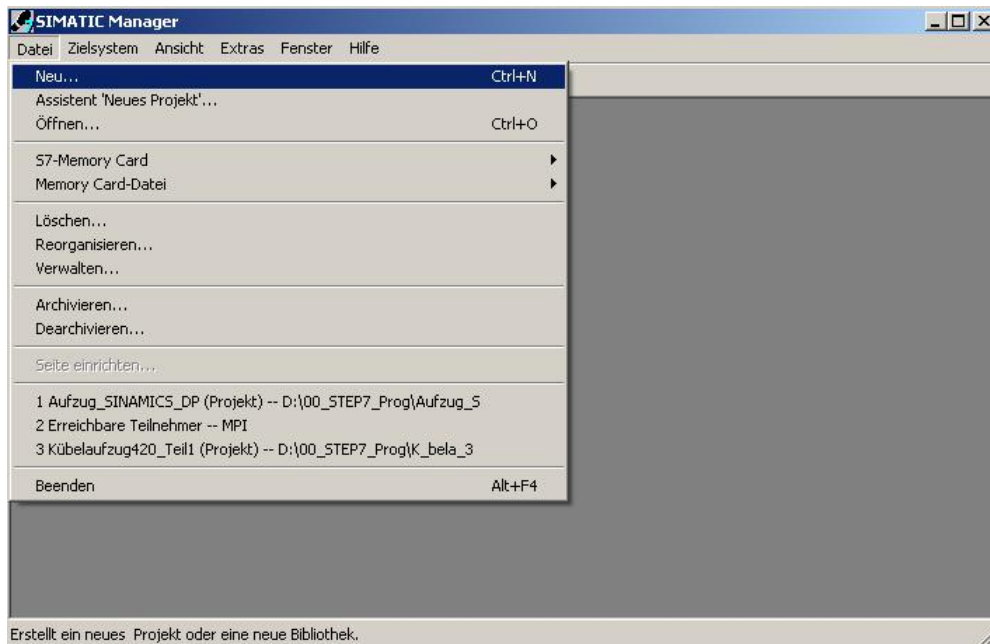 SIMATIC Manager
Datei Zielsystem Ansicht Extras Fenster Hilfe
Neu... Ctrl+N
Assistent 'Neues Projekt'...
Öffnen... Ctrl+O
S7-Memory Card
Memory Card-Datei
Löschen...
Reorganisieren...
Verwalten...
Archivieren...
Dearchivieren...
Seite einrichten...
1 Aufzug_SINAMICS_DP (Projekt) -- D:\00_STEP7_Prog\Aufzug_S
2 Erreichbare Teilnehmer -- MPI
3 Kübelaufzug420_Teil1 (Projekt) -- D:\00_STEP7_Prog\K_bela_3
Beenden Alt+F4
Erstellt ein neues Projekt oder eine neue Bibliothek.